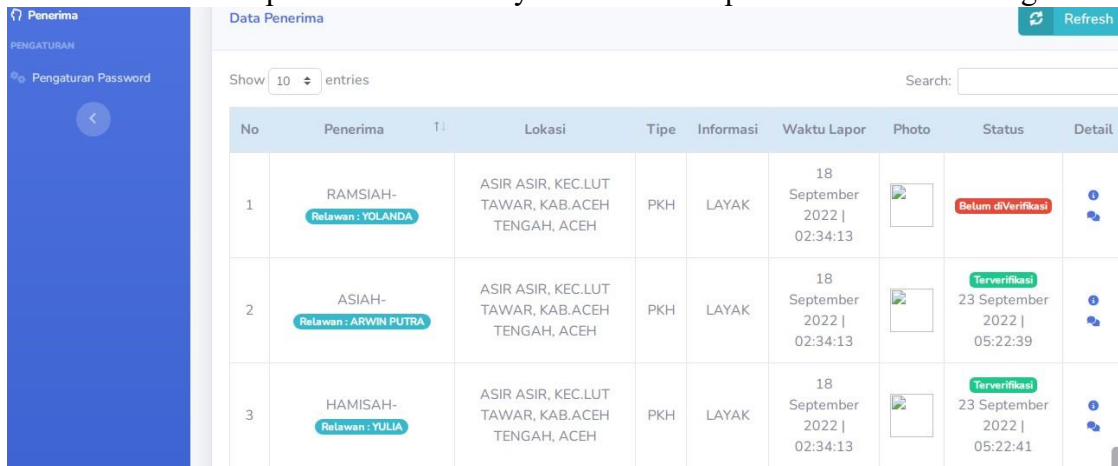 Penerima
PENGATURAN
Pengaturan Password
Data Penerima
Refresh
Show 10 entries
Search:
No Penerima Lokasi Tipe Informasi Waktu Lapor Photo Status Detail
1
RAMSIAH-
Relawan : YOLANDA
ASIR ASIR, KEC.LUT
TAWAR, KAB.ACEH
TENGAH, ACEH
PKH
LAYAK
18
September
2022 |
02:34:13
Belum diVerifikasi
2
ASIAH-
Relawan : ARWIN PUTRA
ASIR ASIR, KEC.LUT
TAWAR, KAB.ACEH
TENGAH, ACEH
PKH
LAYAK
18
September
2022 |
02:34:13
Terverifikasi
23 September
2022 |
05:22:39
3
HAMISAH-
Relawan : YULIA
ASIR ASIR, KEC.LUT
TAWAR, KAB.ACEH
TENGAH, ACEH
PKH
LAYAK
18
September
2022 |
02:34:13
Terverifikasi
23 September
2022 |
05:22:41